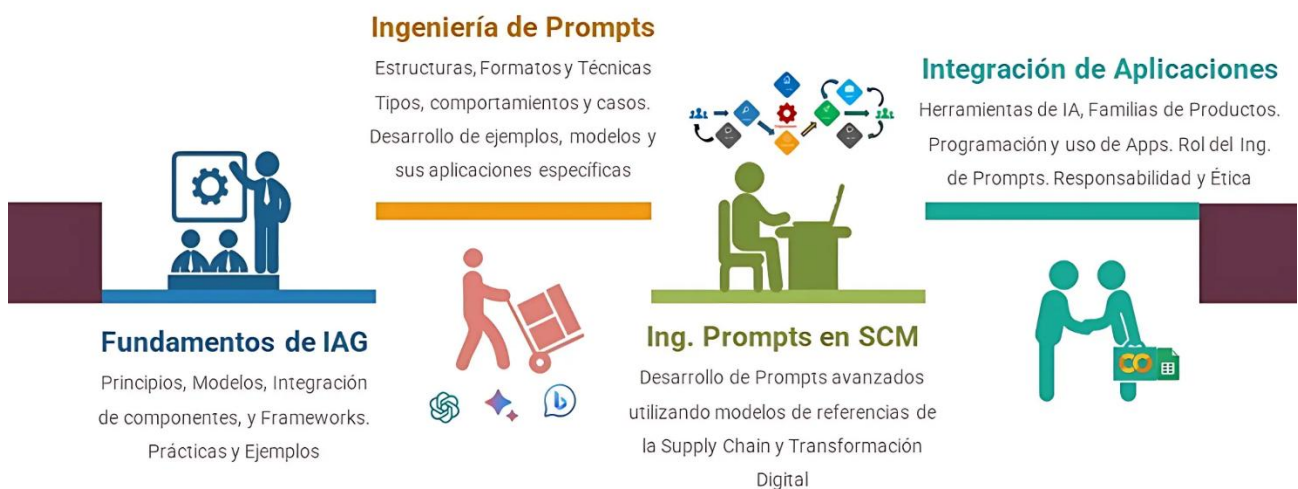 Ingeniería de Prompts
Estructuras, Formatos y Técnicas
Tipos, comportamientos y casos.
Desarrollo de ejemplos, modelos y
sus aplicaciones específicas
Integración de Aplicaciones
Herramientas de IA, Familias de Productos.
Programación y uso de Apps. Rol del Ing.
de Prompts. Responsabilidad y Ética
Fundamentos de IAG
Principios, Modelos, Integración
de componentes, y Frameworks.
Prácticas y Ejemplos
Ing. Prompts en SCM
Desarrollo de Prompts avanzados
utilizando modelos de referencias de
la Supply Chain y Transformación
Digital